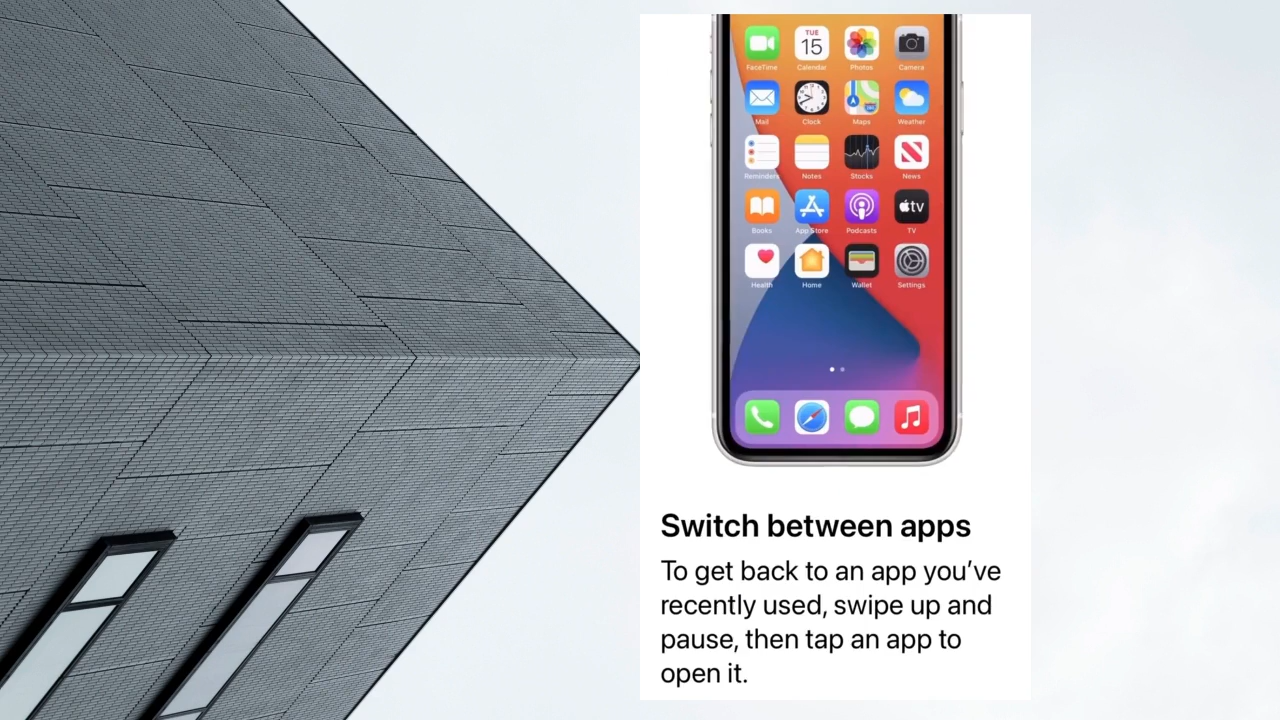 TUE
15
FaceTime Calendar Photos Camera
Mail Clock Maps Weather
Reminders Notes Stocks News
tv
Books App Store Podcasts TV
Health Home Wallet Settings
Switch between apps
To get back to an app you’ve
recently used, swipe up and
pause, then tap an app to
open it.